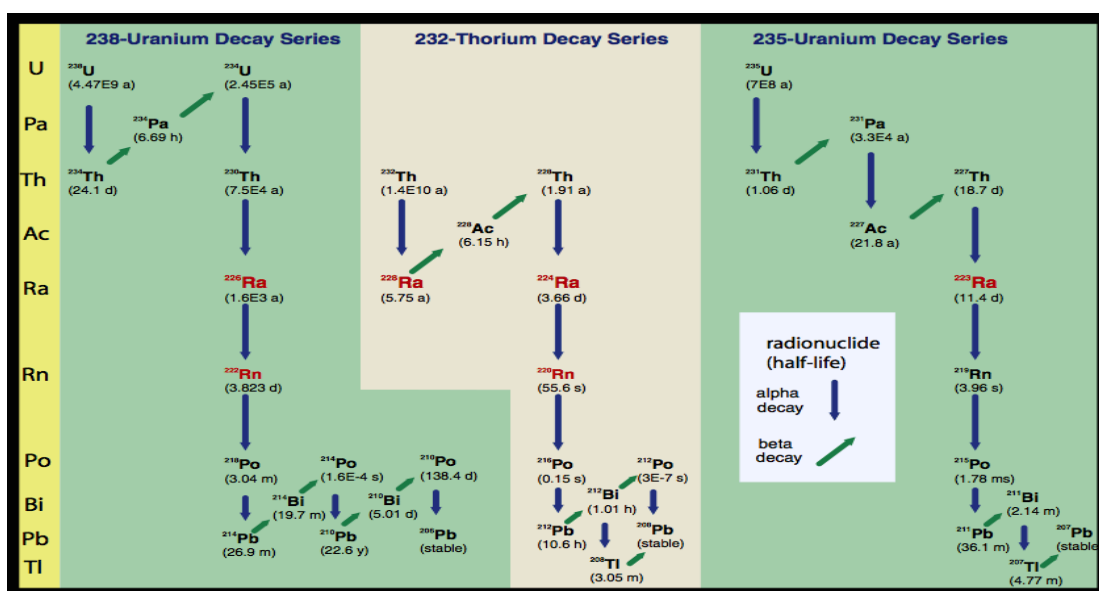 238-Uranium Decay Series
232-Thorium Decay Series
235-Uranium Decay Series
U
Pa
Th
Ac
Ra
Rn
Po
Bi
Pb
Tl
²³⁸U
(4.47E9 a)
²³⁴U
(2.45E5 a)
²³⁴Pa
(6.69 h)
²³⁴Th
(24.1 d)
²³⁰Th
(7.5E4 a)
²²⁶Ra
(1.6E3 a)
²²²Rn
(3.823 d)
²¹⁸Po
(3.04 m)
²¹⁴Po
(1.6E-4 s)
²¹⁰Po
(138.4 d)
²¹⁴Bi
(19.7 m)
²¹⁰Bi
(5.01 d)
²¹⁴Pb
(26.9 m)
²¹⁰Pb
(22.6 y)
²⁰⁶Pb
(stable)
²³²Th
(1.4E10 a)
²²⁸Th
(1.91 a)
²²⁸Ac
(6.15 h)
²²⁸Ra
(5.75 a)
²²⁴Ra
(3.66 d)
²²⁰Rn
(55.6 s)
²¹⁶Po
(0.15 s)
²¹²Po
(3E-7 s)
²¹²Bi
(1.01 h)
²¹²Pb
(10.6 h)
²⁰⁸Pb
(stable)
²⁰⁸Tl
(3.05 m)
²³⁵U
(7E8 a)
²³¹Pa
(3.3E4 a)
²³¹Th
(1.06 d)
²²⁷Th
(18.7 d)
²²⁷Ac
(21.8 a)
²²³Ra
(11.4 d)
²¹⁹Rn
(3.96 s)
²¹⁵Po
(1.78 ms)
²¹¹Bi
(2.14 m)
²¹¹Pb
(36.1 m)
²⁰⁷Pb
(stable
²⁰⁷Tl
(4.77 m)
radionuclide
(half-life)
alpha
decay
beta
decay